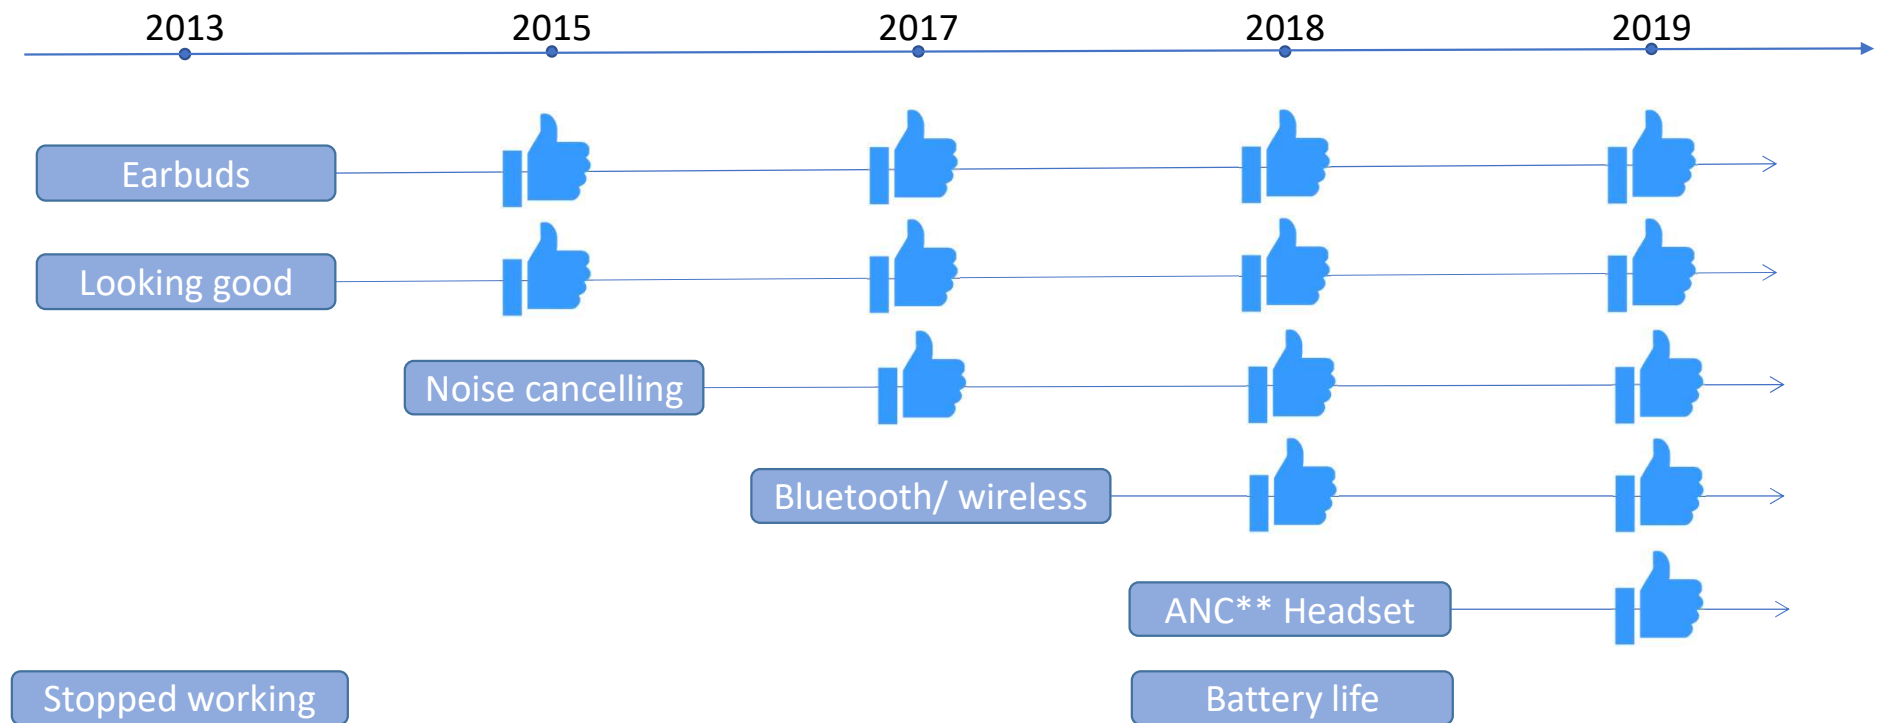 2013 2015 2017 2018 2019
Earbuds
Looking good
Noise cancelling
Bluetooth/ wireless
ANC** Headset
Stopped working Battery life